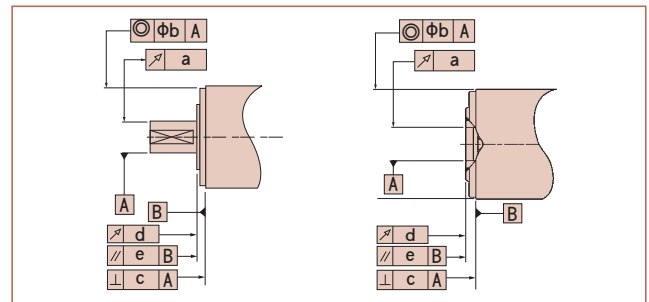 ◎ Φb A
↗ a
A
B
↗ d
// e B
⊥ c A
◎ Φb A
↗ a
A
B
↗ d
// e B
⊥ c A